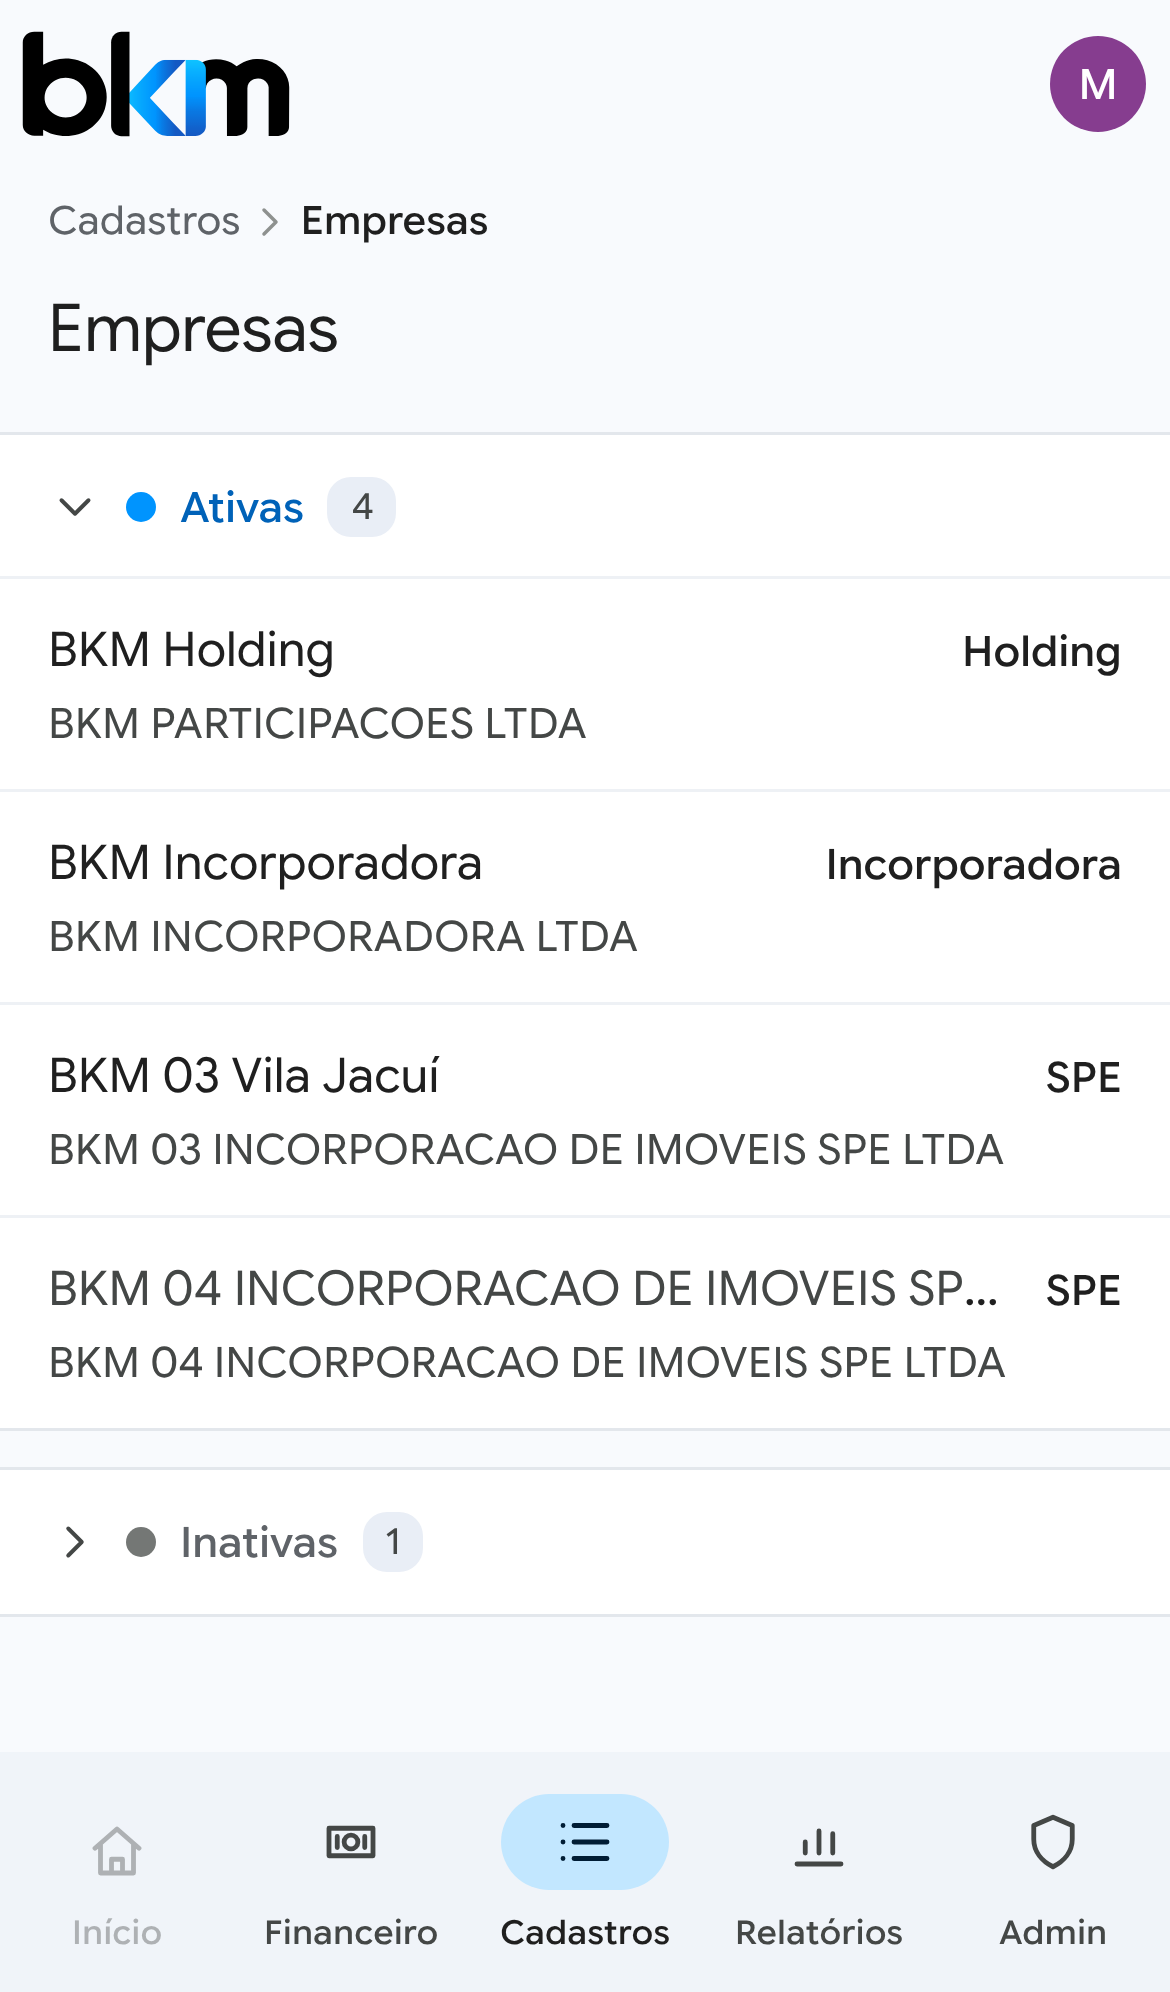 bkm
M
Cadastros > Empresas
Empresas
Ativas 4
BKM Holding Holding
BKM PARTICIPACOES LTDA
BKM Incorporadora Incorporadora
BKM INCORPORADORA LTDA
BKM 03 Vila Jacuí SPE
BKM 03 INCORPORACAO DE IMOVEIS SPE LTDA
BKM 04 INCORPORACAO DE IMOVEIS SP... SPE
BKM 04 INCORPORACAO DE IMOVEIS SPE LTDA
Inativas 1
Início Financeiro Cadastros Relatórios Admin